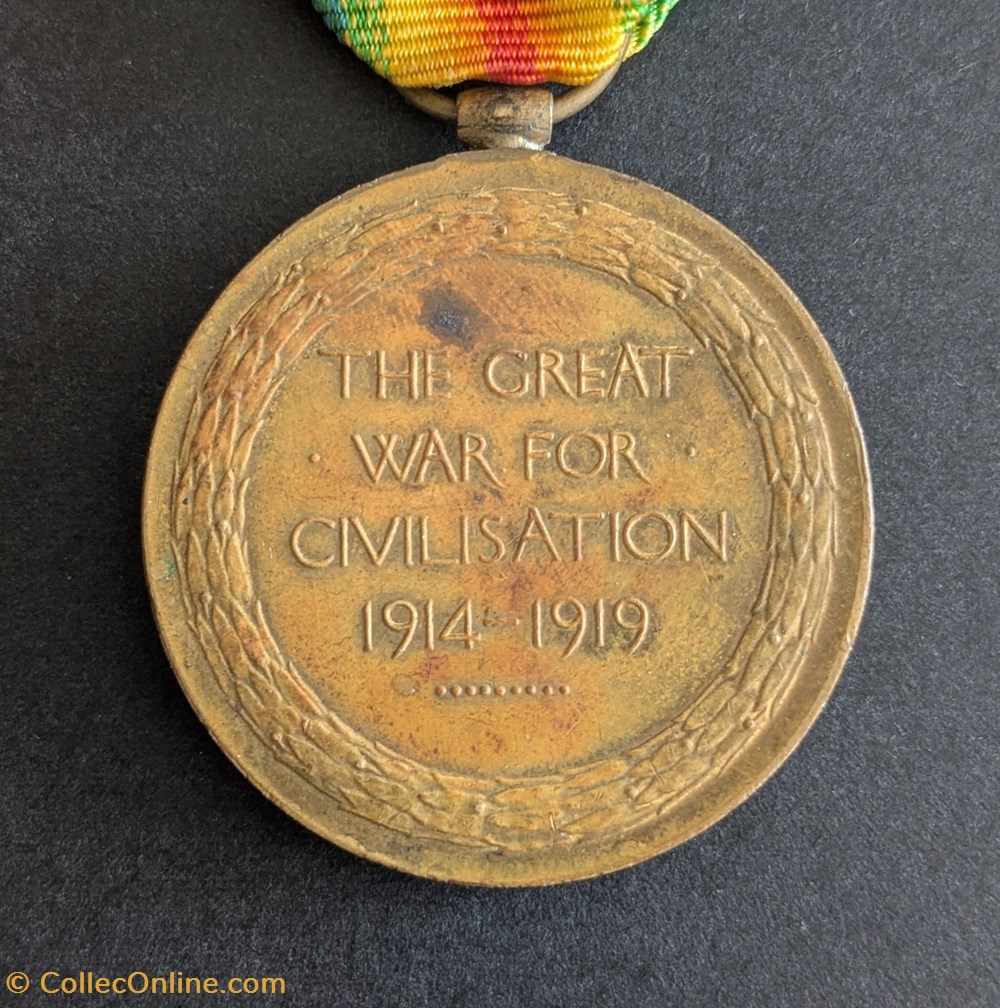 THE GREAT
WAR FOR
CIVILISATION
1914-1919
© CollecOnline.com